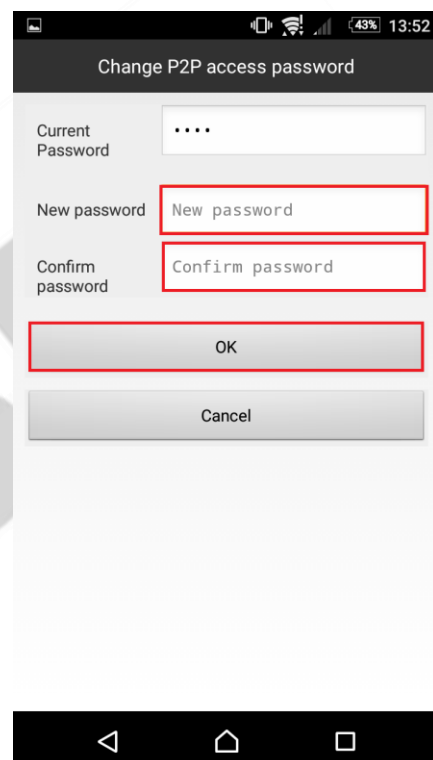 43% 13:52
Change P2P access password
Current
Password
••••
New password New password
Confirm
password
Confirm password
OK
Cancel